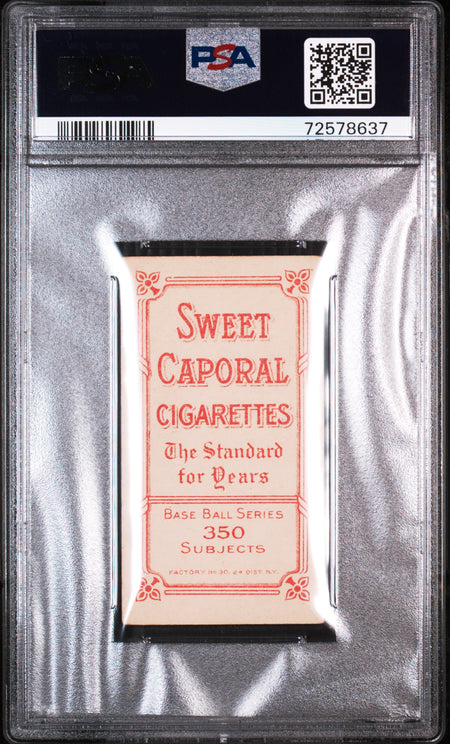 PSA
PSA
72578637
SWEET
CAPORAL
CIGARETTES
The Standard
for Years
BASE BALL SERIES
350
SUBJECTS
FACTORY No 30, 2d DIST. N.Y.